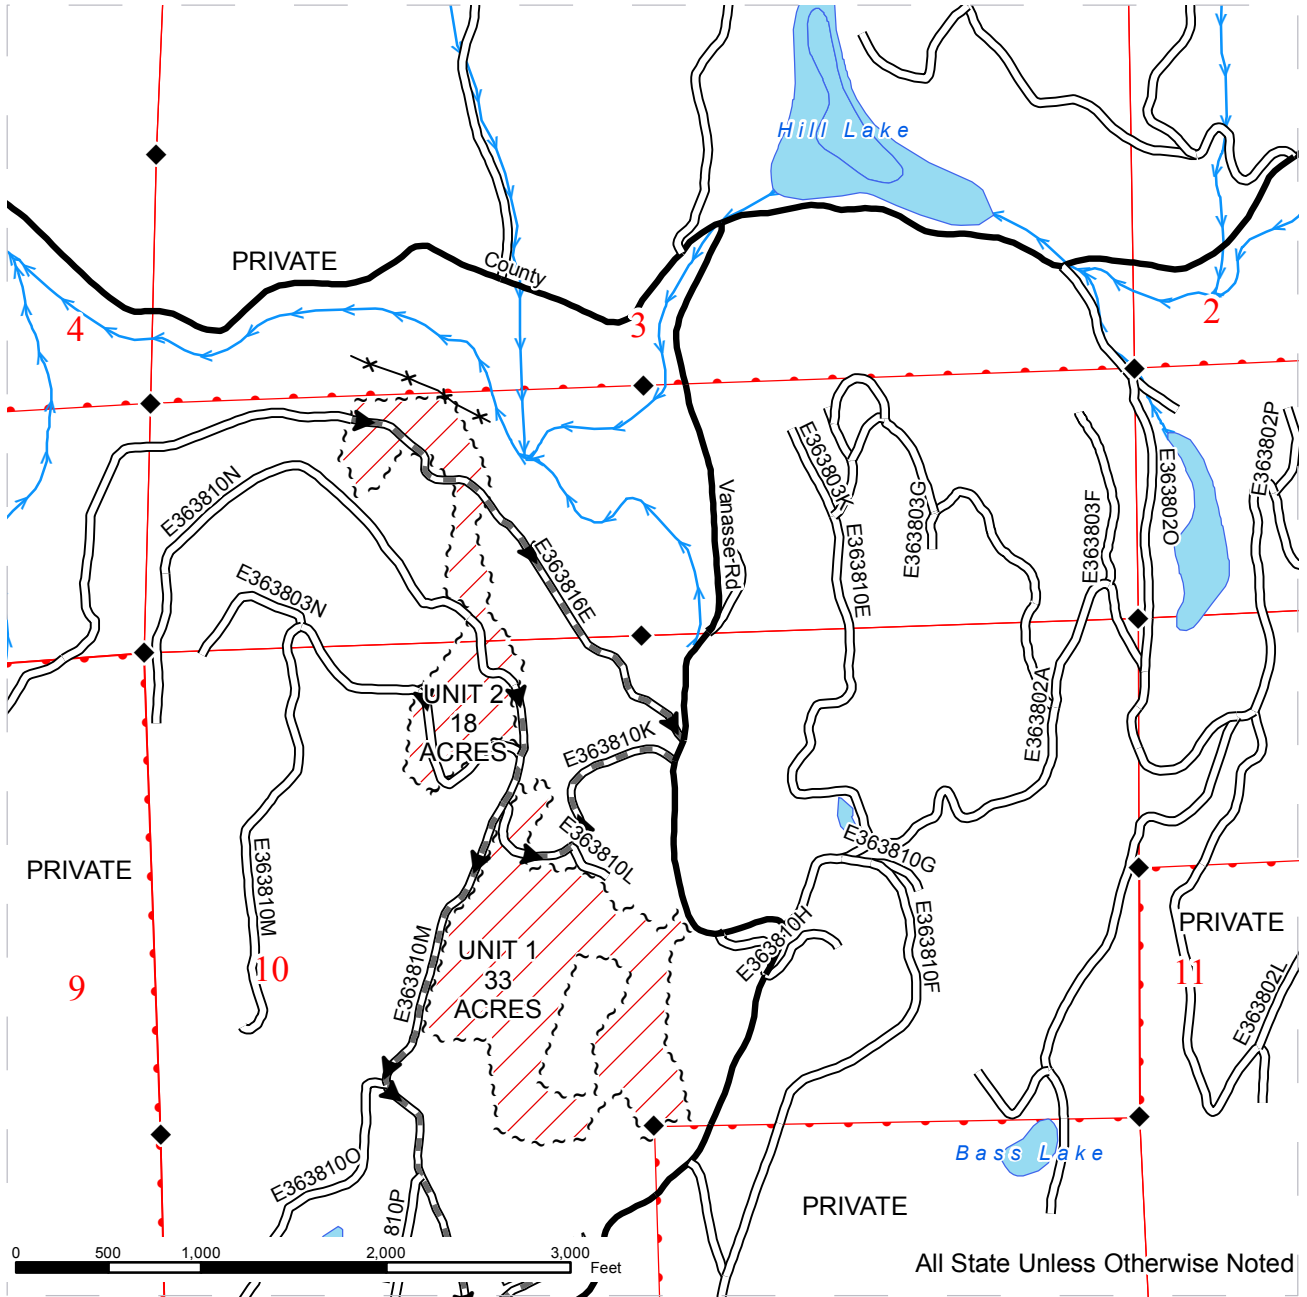 Hill Lake
PRIVATE
County
4
3
2
E363810N
E363803N
E363816E
Vanasse Rd
E363803K
E363810E
E363803G
E363803F
E363802O
E363802P
E363802A
UNIT 2
18
ACRES
E363810K
E363810L
E363810G
E363810H
E363810F
E363810M
E363810M
PRIVATE
9
10
UNIT 1
33
ACRES
PRIVATE
11
E363802L
Bass Lake
E363810O
810P
PRIVATE
0 500 1,000 2,000 3,000
Feet
All State Unless Otherwise Noted